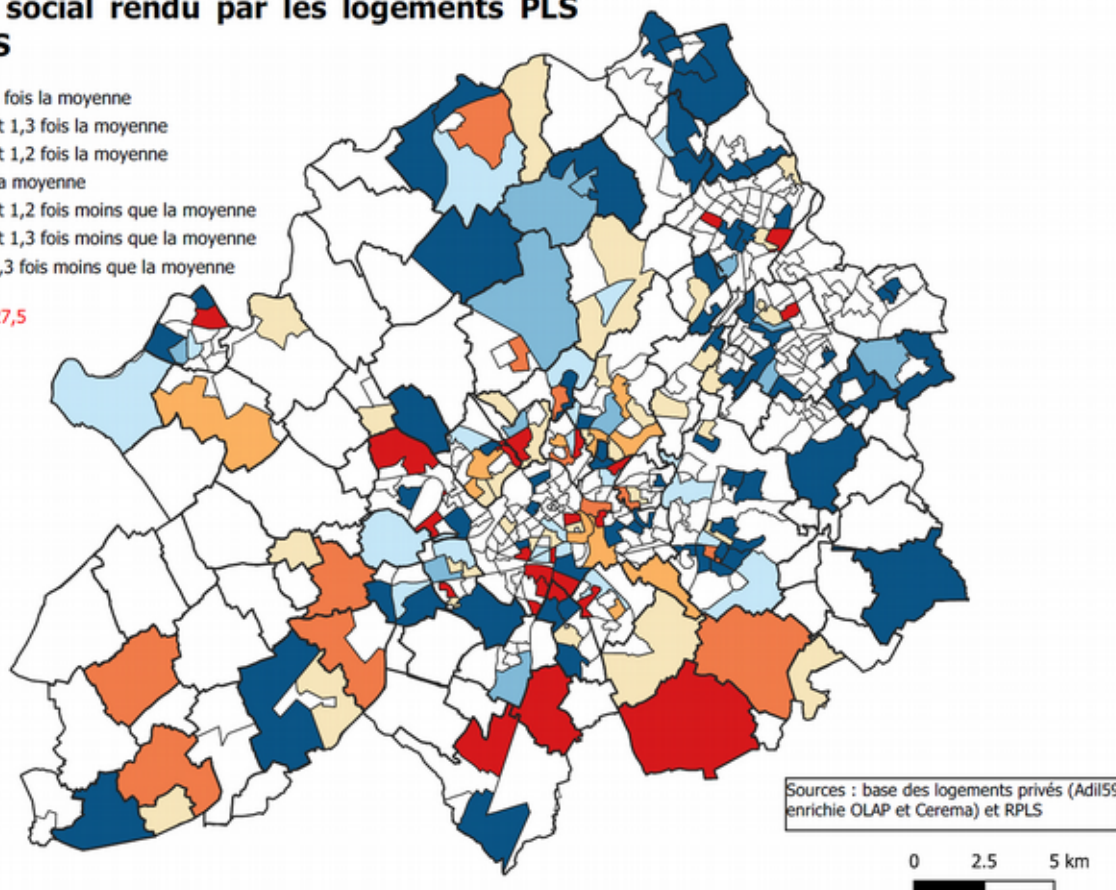 social rendu par les logements PLS
S
fois la moyenne
t 1,3 fois la moyenne
t 1,2 fois la moyenne
a moyenne
t 1,2 fois moins que la moyenne
t 1,3 fois moins que la moyenne
,3 fois moins que la moyenne
7,5
Sources : base des logements privés (Adil59
enrichie OLAP et Cerema) et RPLS
0 2.5 5 km